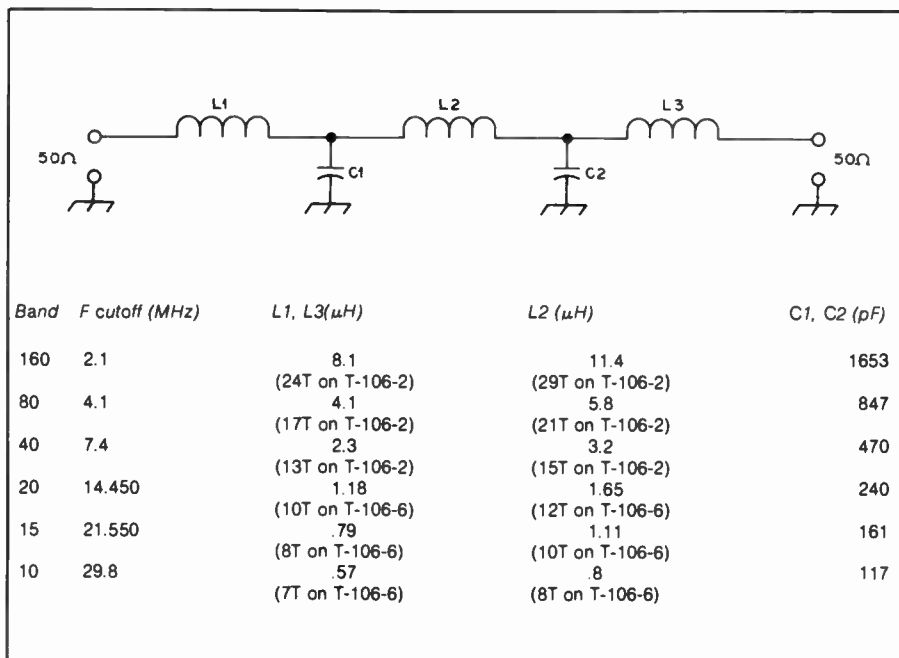 L1 L2 L3
50Ω C1 C2 50Ω
Band F cutoff (MHz) L1, L3(μH) L2 (μH) C1, C2 (pF)
160 2.1 8.1 11.4 1653
(24T on T-106-2) (29T on T-106-2)
80 4.1 4.1 5.8 847
(17T on T-106-2) (21T on T-106-2)
40 7.4 2.3 3.2 470
(13T on T-106-2) (15T on T-106-2)
20 14.450 1.18 1.65 240
(10T on T-106-6) (12T on T-106-6)
15 21.550 .79 1.11 161
(8T on T-106-6) (10T on T-106-6)
10 29.8 .57 .8 117
(7T on T-106-6) (8T on T-106-6)